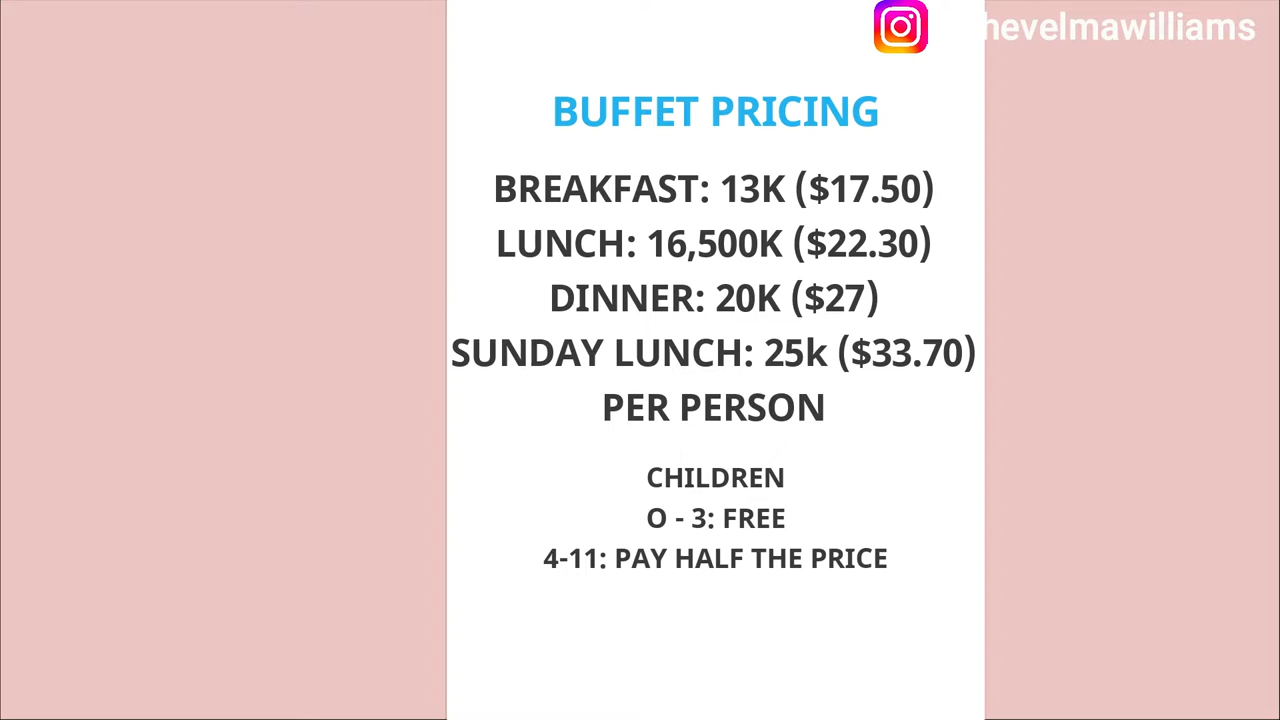 hevelmawilliams
BUFFET PRICING
BREAKFAST: 13K ($17.50)
LUNCH: 16,500K ($22.30)
DINNER: 20K ($27)
SUNDAY LUNCH: 25k ($33.70)
PER PERSON
CHILDREN
O - 3: FREE
4-11: PAY HALF THE PRICE